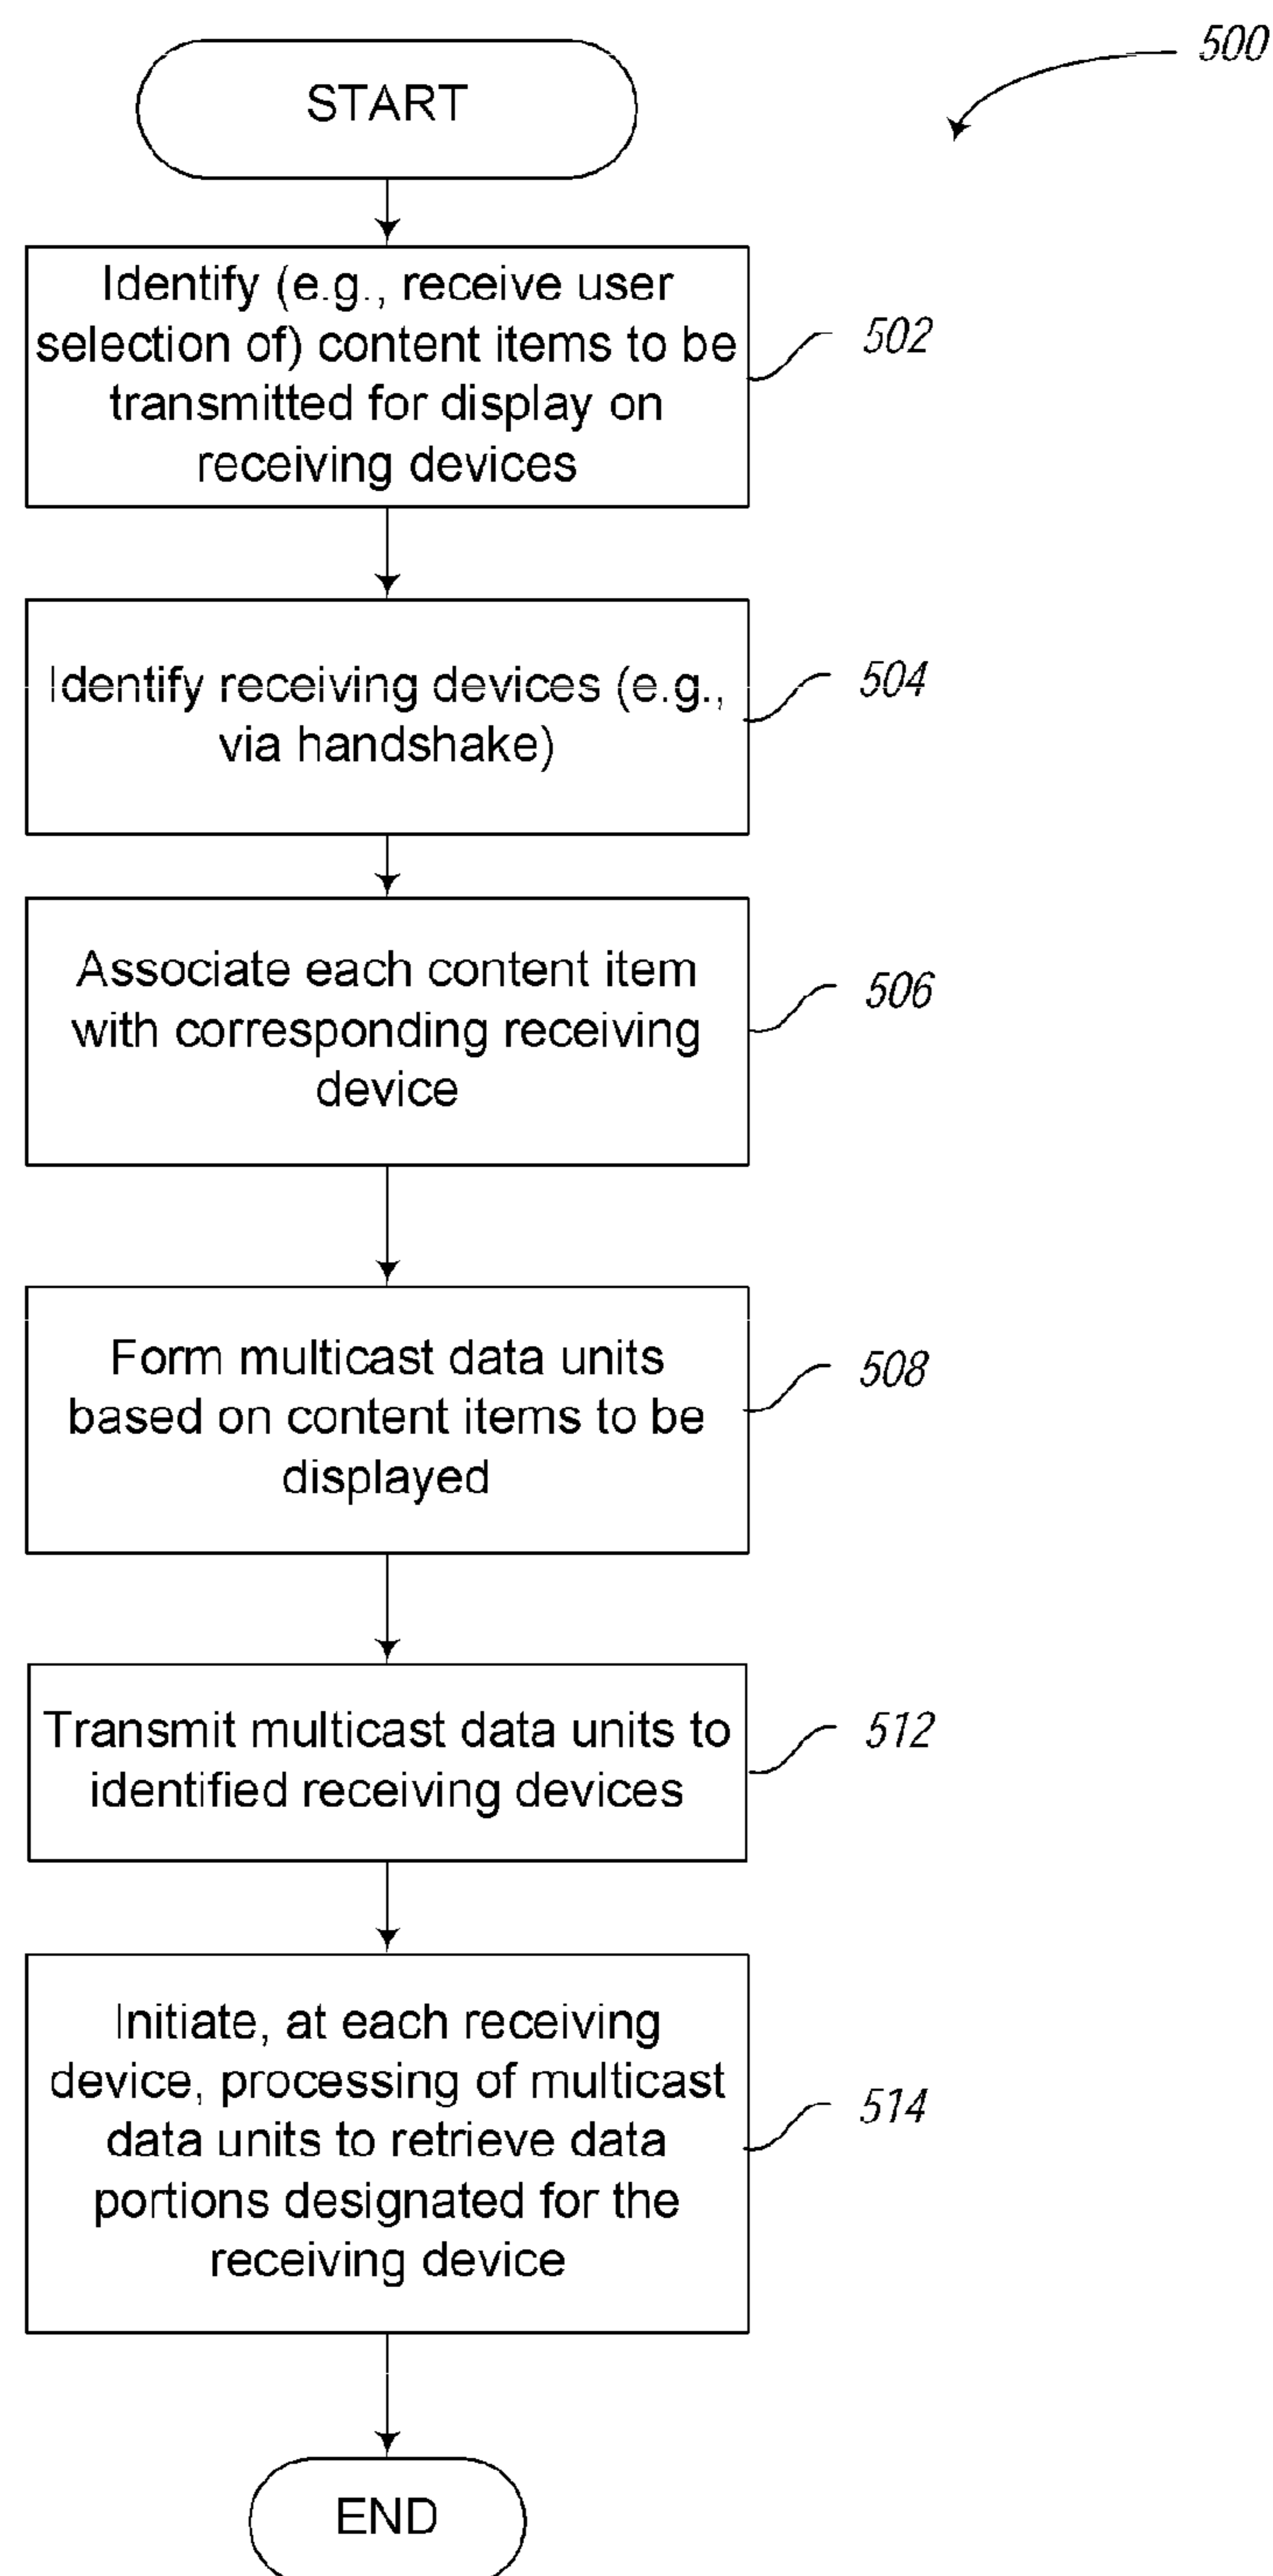 500
START
Identify (e.g., receive user
selection of) content items to be
transmitted for display on
receiving devices
502
Identify receiving devices (e.g.,
via handshake)
504
Associate each content item
with corresponding receiving
device
506
Form multicast data units
based on content items to be
displayed
508
Transmit multicast data units to
identified receiving devices
512
Initiate, at each receiving
device, processing of multicast
data units to retrieve data
portions designated for the
receiving device
514
END